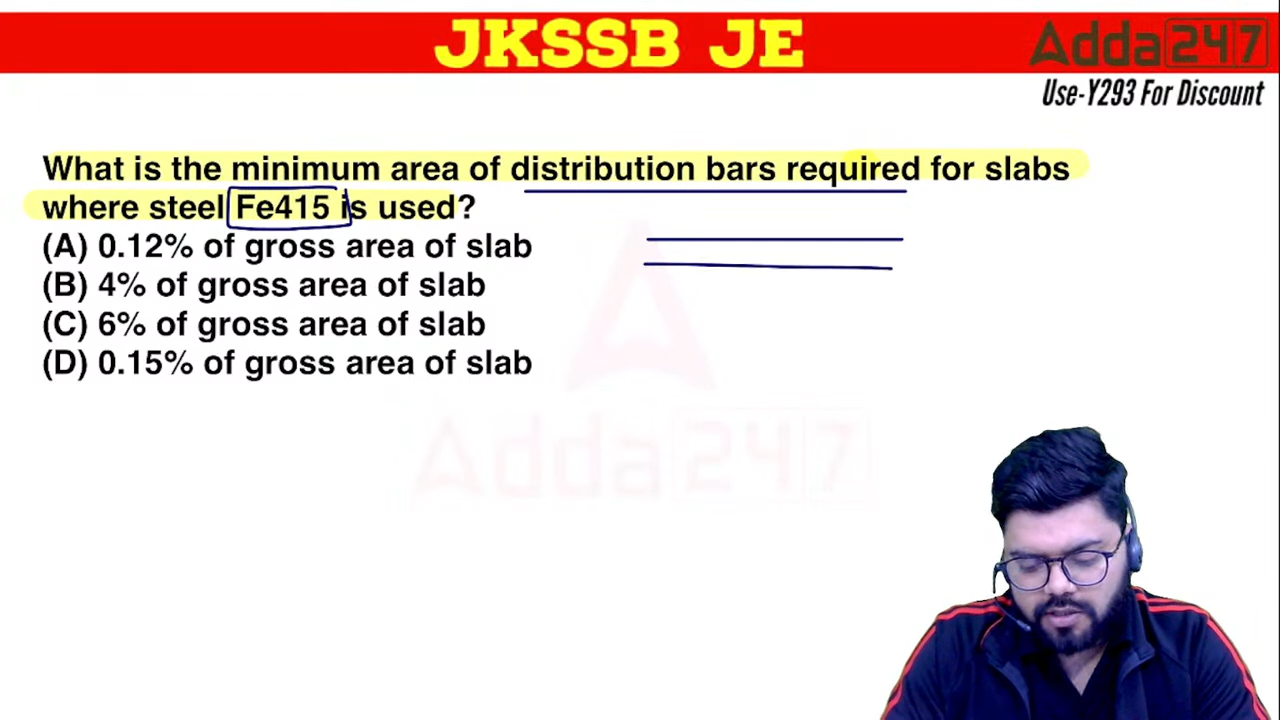 JKSSB JE
Adda247
Use-Y293 For Discount
What is the minimum area of distribution bars required for slabs
where steel Fe415 is used?
(A) 0.12% of gross area of slab
(B) 4% of gross area of slab
(C) 6% of gross area of slab
(D) 0.15% of gross area of slab
Adda247